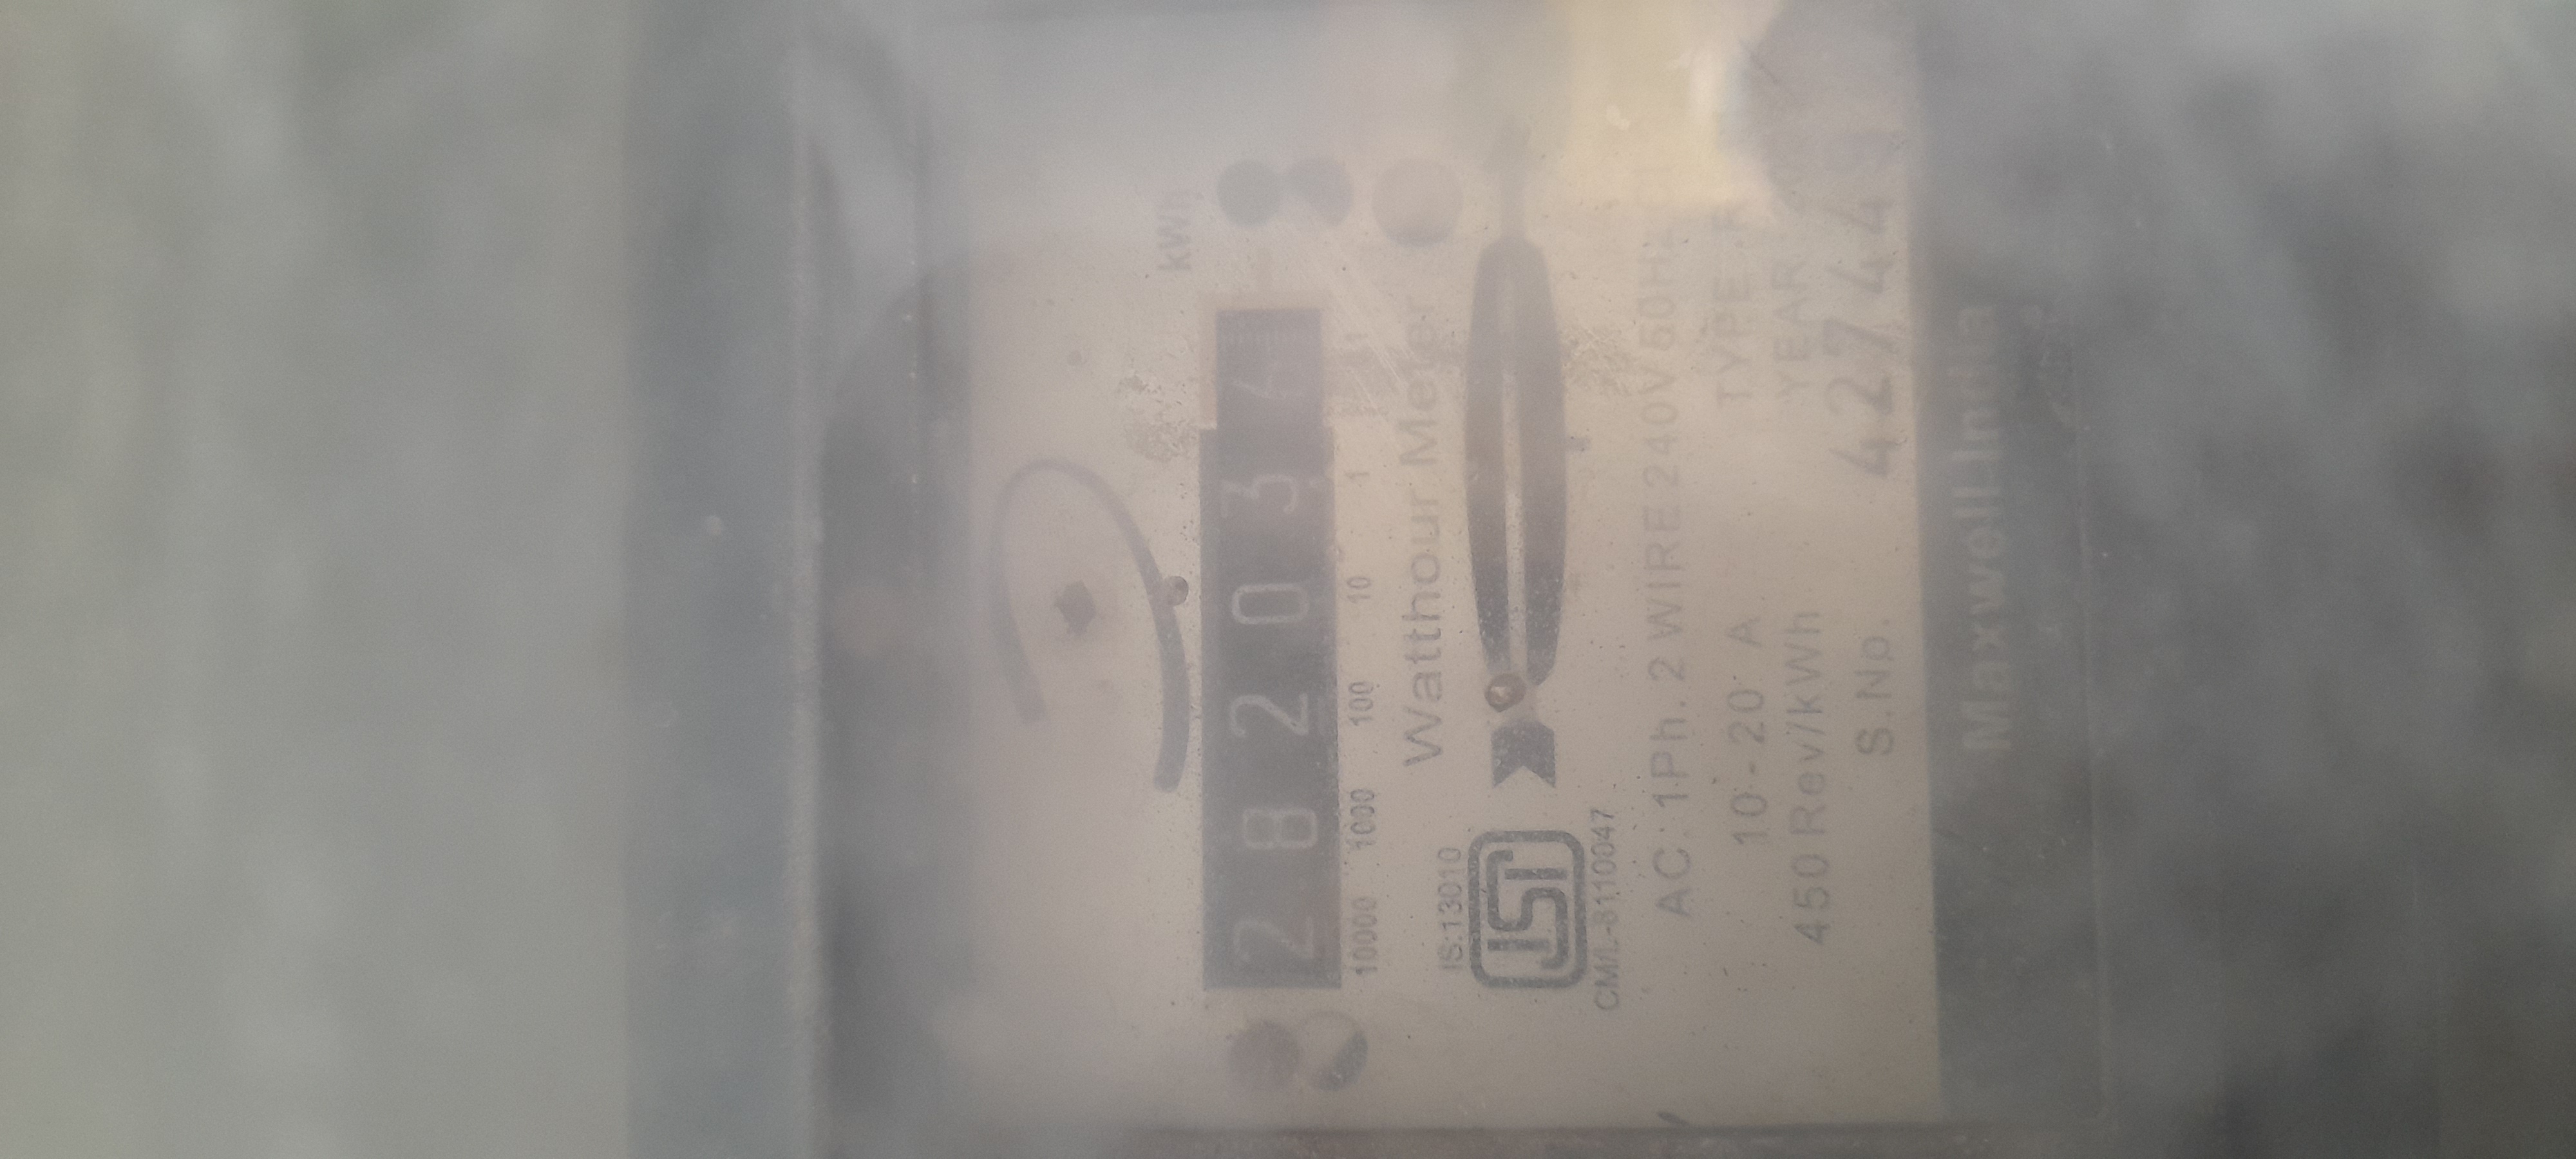 kWh
2 8 2 0 3
10000 1000 100 10 1
Watthour Meter
IS:13010
ISI
CM/L-8110047
AC 1Ph. 2 WIRE 240V 50HZ
10-20 A TYPE
450 Rev/kWh YEAR
S.No.
Maxwell India